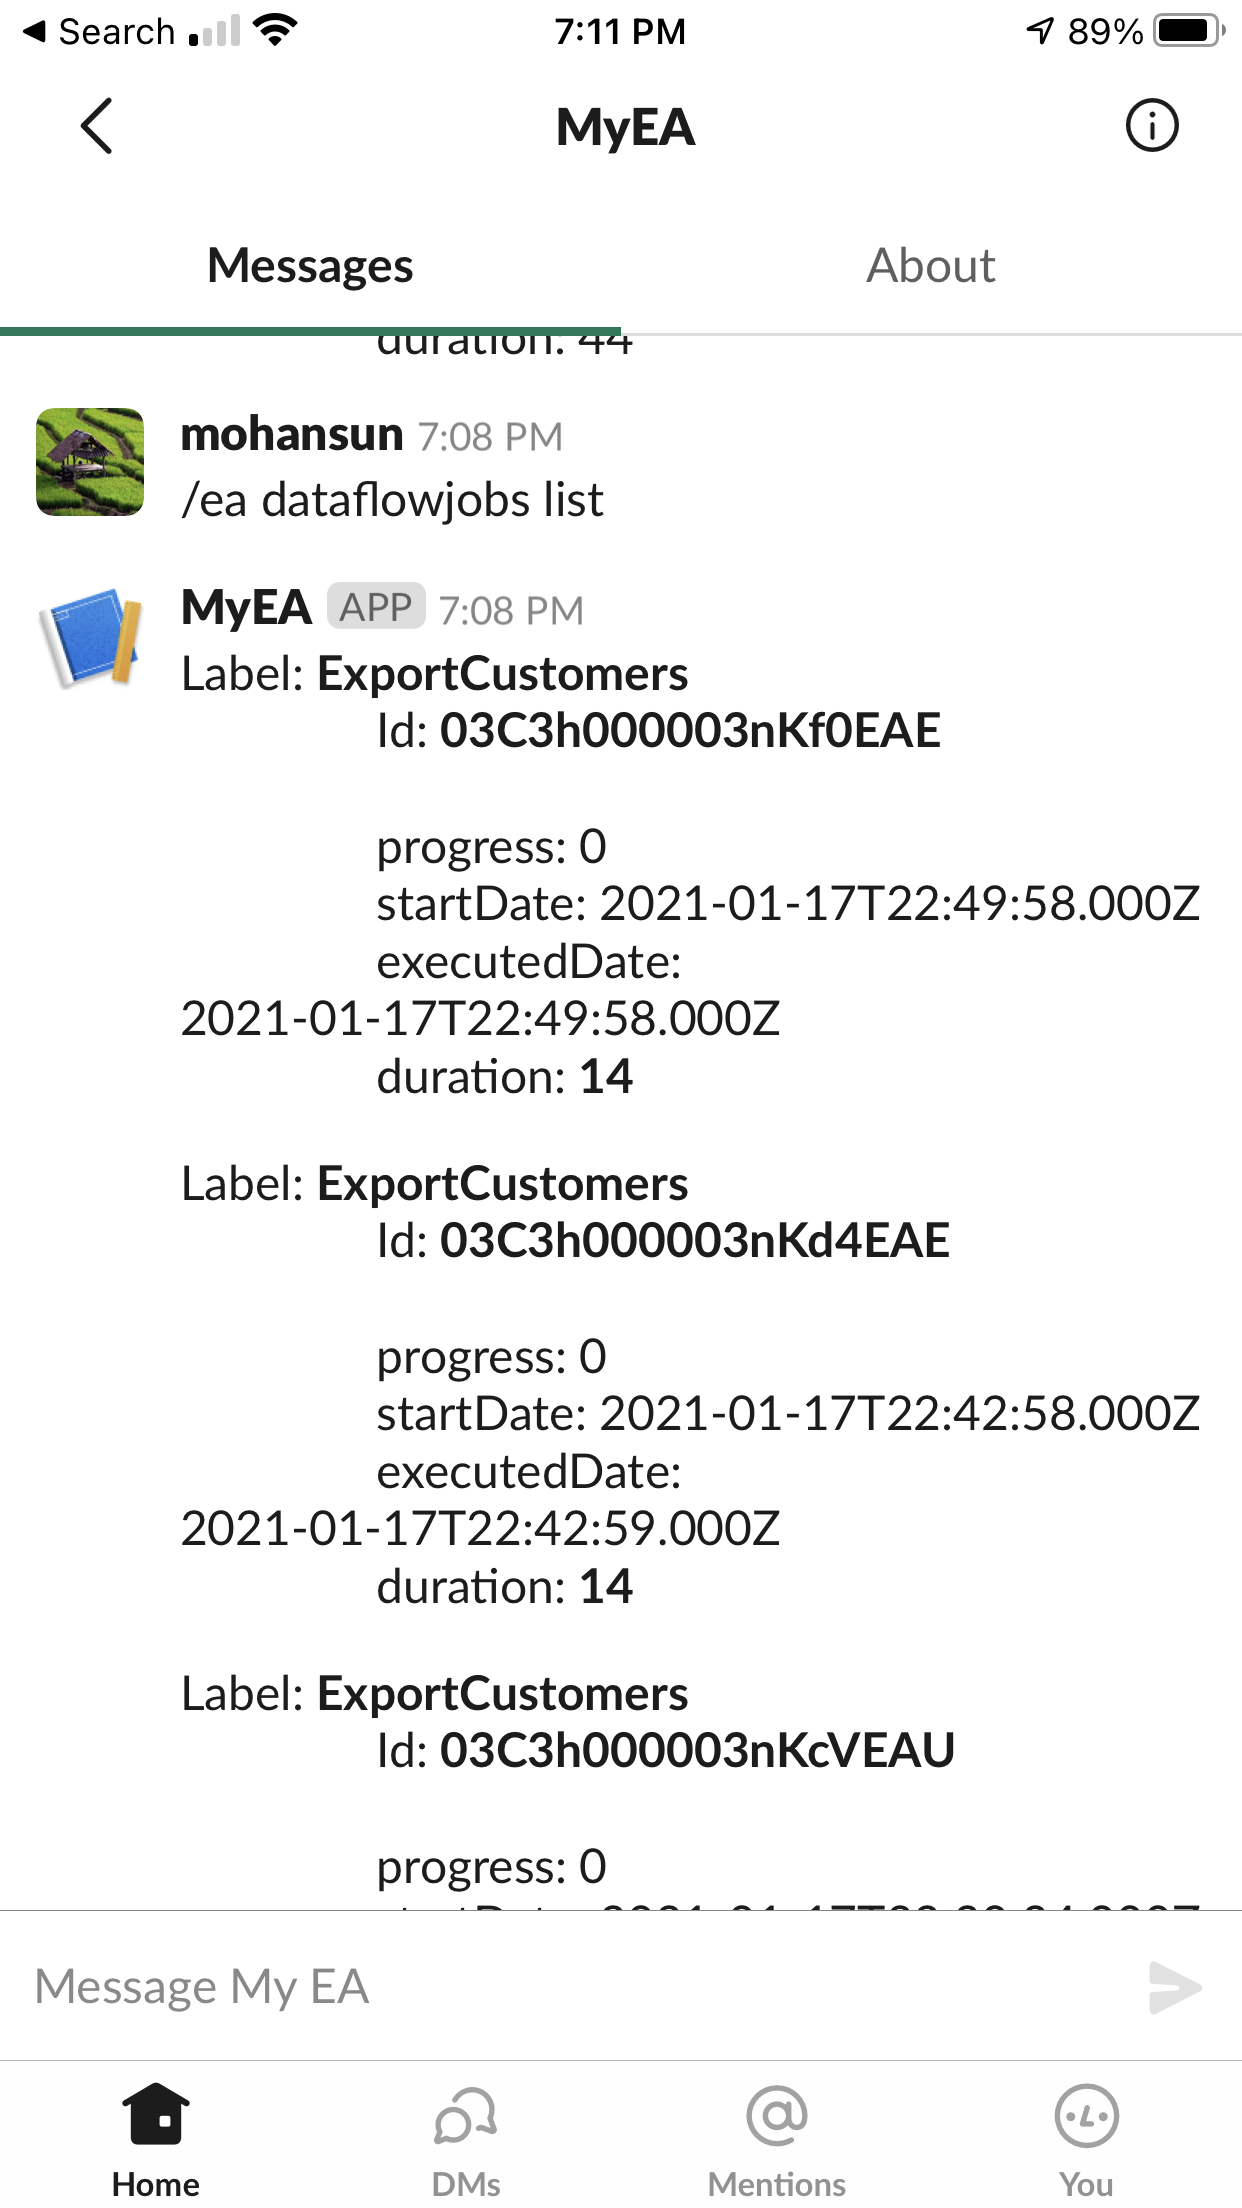 Search
7:11 PM
89%
MyEA
Messages
About
duration: 44
mohansun 7:08 PM
/ea dataflowjobs list
MyEA APP 7:08 PM
Label: ExportCustomers
Id: 03C3h000003nKf0EAE
progress: 0
startDate: 2021-01-17T22:49:58.000Z
executedDate:
2021-01-17T22:49:58.000Z
duration: 14
Label: ExportCustomers
Id: 03C3h000003nKd4EAE
progress: 0
startDate: 2021-01-17T22:42:58.000Z
executedDate:
2021-01-17T22:42:59.000Z
duration: 14
Label: ExportCustomers
Id: 03C3h000003nKcVEAU
progress: 0
Message My EA
Home
DMs
Mentions
You